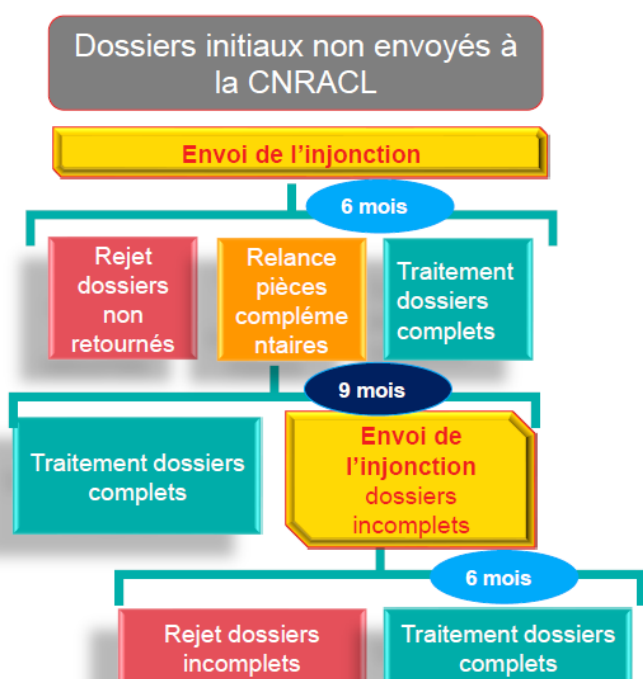 Dossiers initiaux non envoyés à
la CNRACL
Envoi de l'injonction
6 mois
Rejet
dossiers
non
retournés
Relance
pièces
compléme
ntaires
Traitement
dossiers
complets
9 mois
Traitement dossiers
complets
Envoi de
l'injonction
dossiers
incomplets
6 mois
Rejet dossiers
incomplets
Traitement dossiers
complets